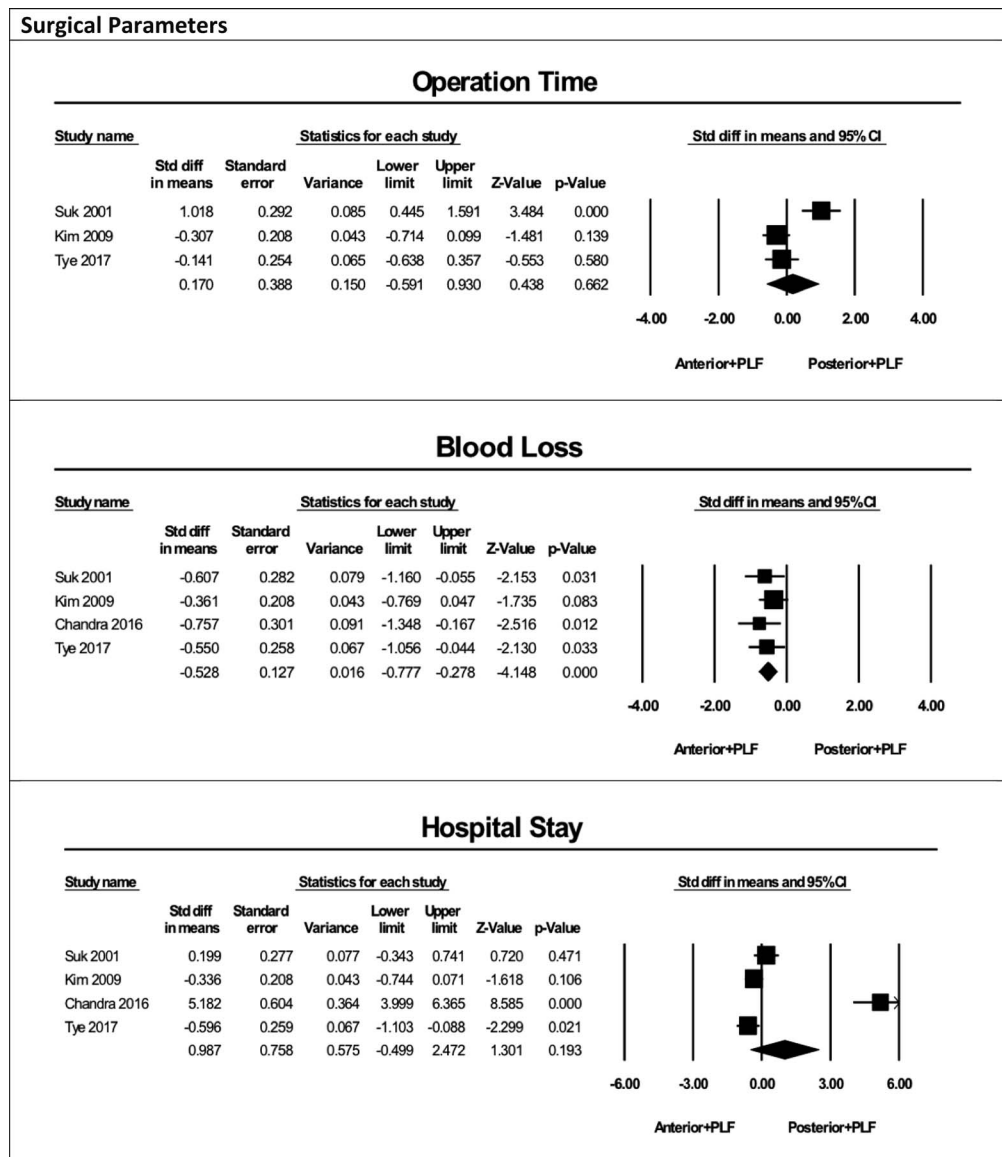 Surgical Parameters
Operation Time
Study name Statistics for each study Std diff in means and 95% CI
Std diff Standard Lower Upper
in means error Variance limit limit Z-Value p-Value
Suk 2001 1.018 0.292 0.085 0.445 1.591 3.484 0.000
Kim 2009 -0.307 0.208 0.043 -0.714 0.099 -1.481 0.139
Tye 2017 -0.141 0.254 0.065 -0.638 0.357 -0.553 0.580
0.170 0.388 0.150 -0.591 0.930 0.438 0.662
-4.00 -2.00 0.00 2.00 4.00
Anterior+PLF Posterior+PLF
Blood Loss
Study name Statistics for each study Std diff in means and 95%CI
Std diff Standard Lower Upper
in means error Variance limit limit Z-Value p-Value
Suk 2001 -0.607 0.282 0.079 -1.160 -0.055 -2.153 0.031
Kim 2009 -0.361 0.208 0.043 -0.769 0.047 -1.735 0.083
Chandra 2016 -0.757 0.301 0.091 -1.348 -0.167 -2.516 0.012
Tye 2017 -0.550 0.258 0.067 -1.056 -0.044 -2.130 0.033
-0.528 0.127 0.016 -0.777 -0.278 -4.148 0.000
-4.00 -2.00 0.00 2.00 4.00
Anterior+PLF Posterior+PLF
Hospital Stay
Study name Statistics for each study Std diff in means and 95%CI
Std diff Standard Lower Upper
in means error Variance limit limit Z-Value p-Value
Suk 2001 0.199 0.277 0.077 -0.343 0.741 0.720 0.471
Kim 2009 -0.336 0.208 0.043 -0.744 0.071 -1.618 0.106
Chandra 2016 5.182 0.604 0.364 3.999 6.365 8.585 0.000
Tye 2017 -0.596 0.259 0.067 -1.103 -0.088 -2.299 0.021
0.987 0.758 0.575 -0.499 2.472 1.301 0.193
-6.00 -3.00 0.00 3.00 6.00
Anterior+PLF Posterior+PLF